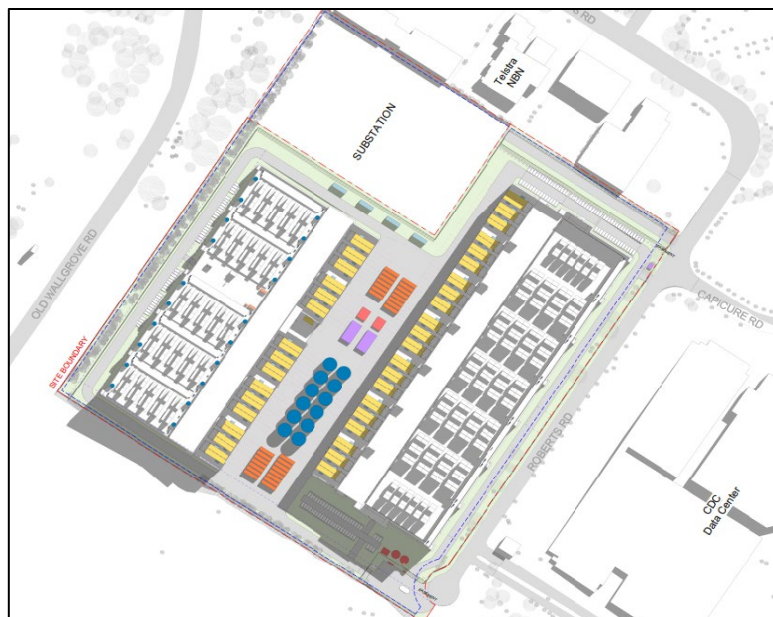 S RD
Telstra
NBN
SUBSTATION
OLD WALLGROVE RD
CAPICURE RD
SITE BOUNDARY
ROBERTS RD
CDC
Data Center